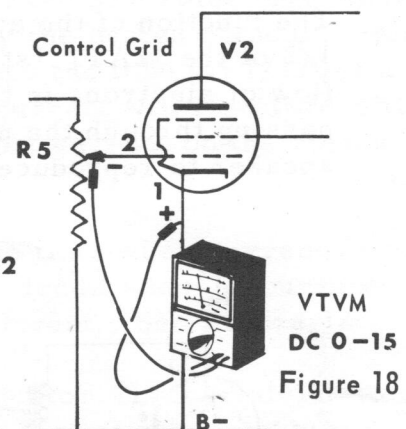 Control Grid
V2
R5
2
-
1
+
2
VTVM
DC 0-15
Figure 18
B-